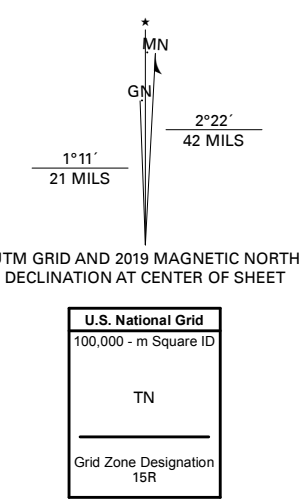 ★
MN
GN
2°22´
42 MILS
1°11´
21 MILS
UTM GRID AND 2019 MAGNETIC NORTH
DECLINATION AT CENTER OF SHEET
U.S. National Grid
100,000 - m Square ID
TN
Grid Zone Designation
15R